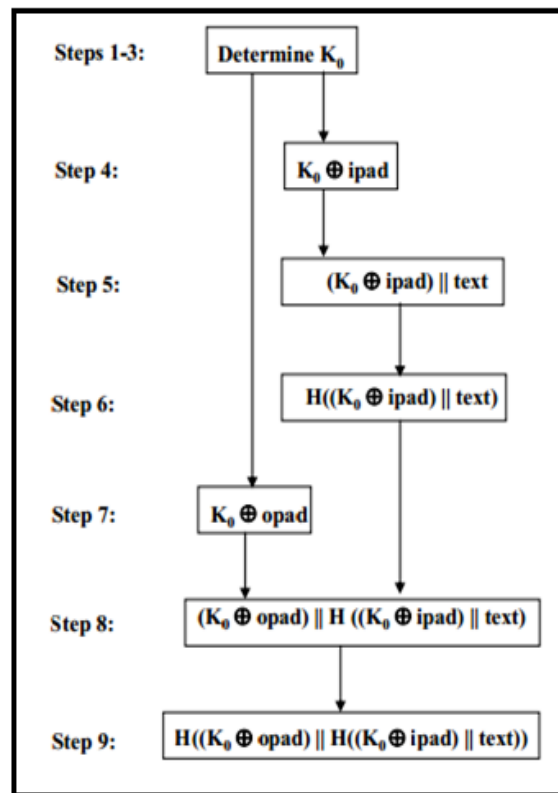 Steps 1-3: Determine K₀
Step 4: K₀ ⊕ ipad
Step 5: (K₀ ⊕ ipad) || text
Step 6: H((K₀ ⊕ ipad) || text)
Step 7: K₀ ⊕ opad
Step 8: (K₀ ⊕ opad) || H ((K₀ ⊕ ipad) || text)
Step 9: H((K₀ ⊕ opad) || H((K₀ ⊕ ipad) || text))